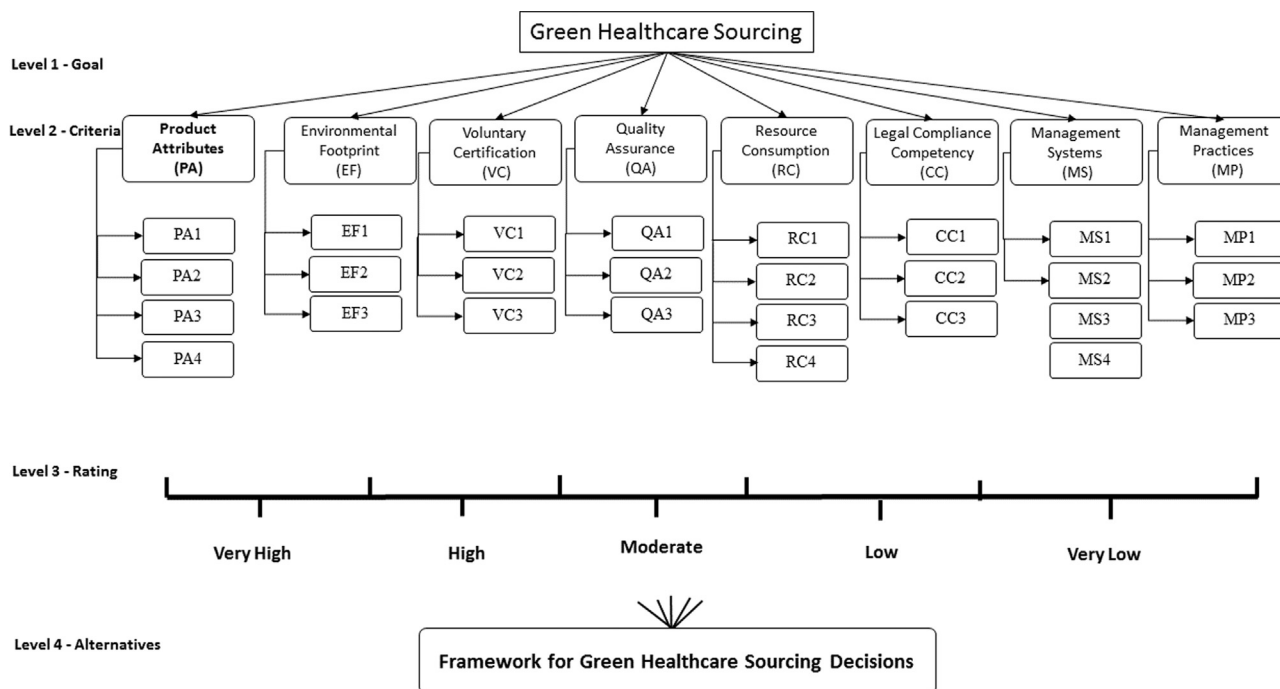 Green Healthcare Sourcing
Level 1 - Goal
Level 2 - Criteria
Product
Attributes
(PA)
Environmental
Footprint
(EF)
Voluntary
Certification
(VC)
Quality
Assurance
(QA)
Resource
Consumption
(RC)
Legal Compliance
Competency
(CC)
Management
Systems
(MS)
Management
Practices
(MP)
PA1
PA2
PA3
PA4
EF1
EF2
EF3
VC1
VC2
VC3
QA1
QA2
QA3
RC1
RC2
RC3
RC4
CC1
CC2
CC3
MS1
MS2
MS3
MS4
MP1
MP2
MP3
Level 3 - Rating
Very High
High
Moderate
Low
Very Low
Level 4 - Alternatives
Framework for Green Healthcare Sourcing Decisions